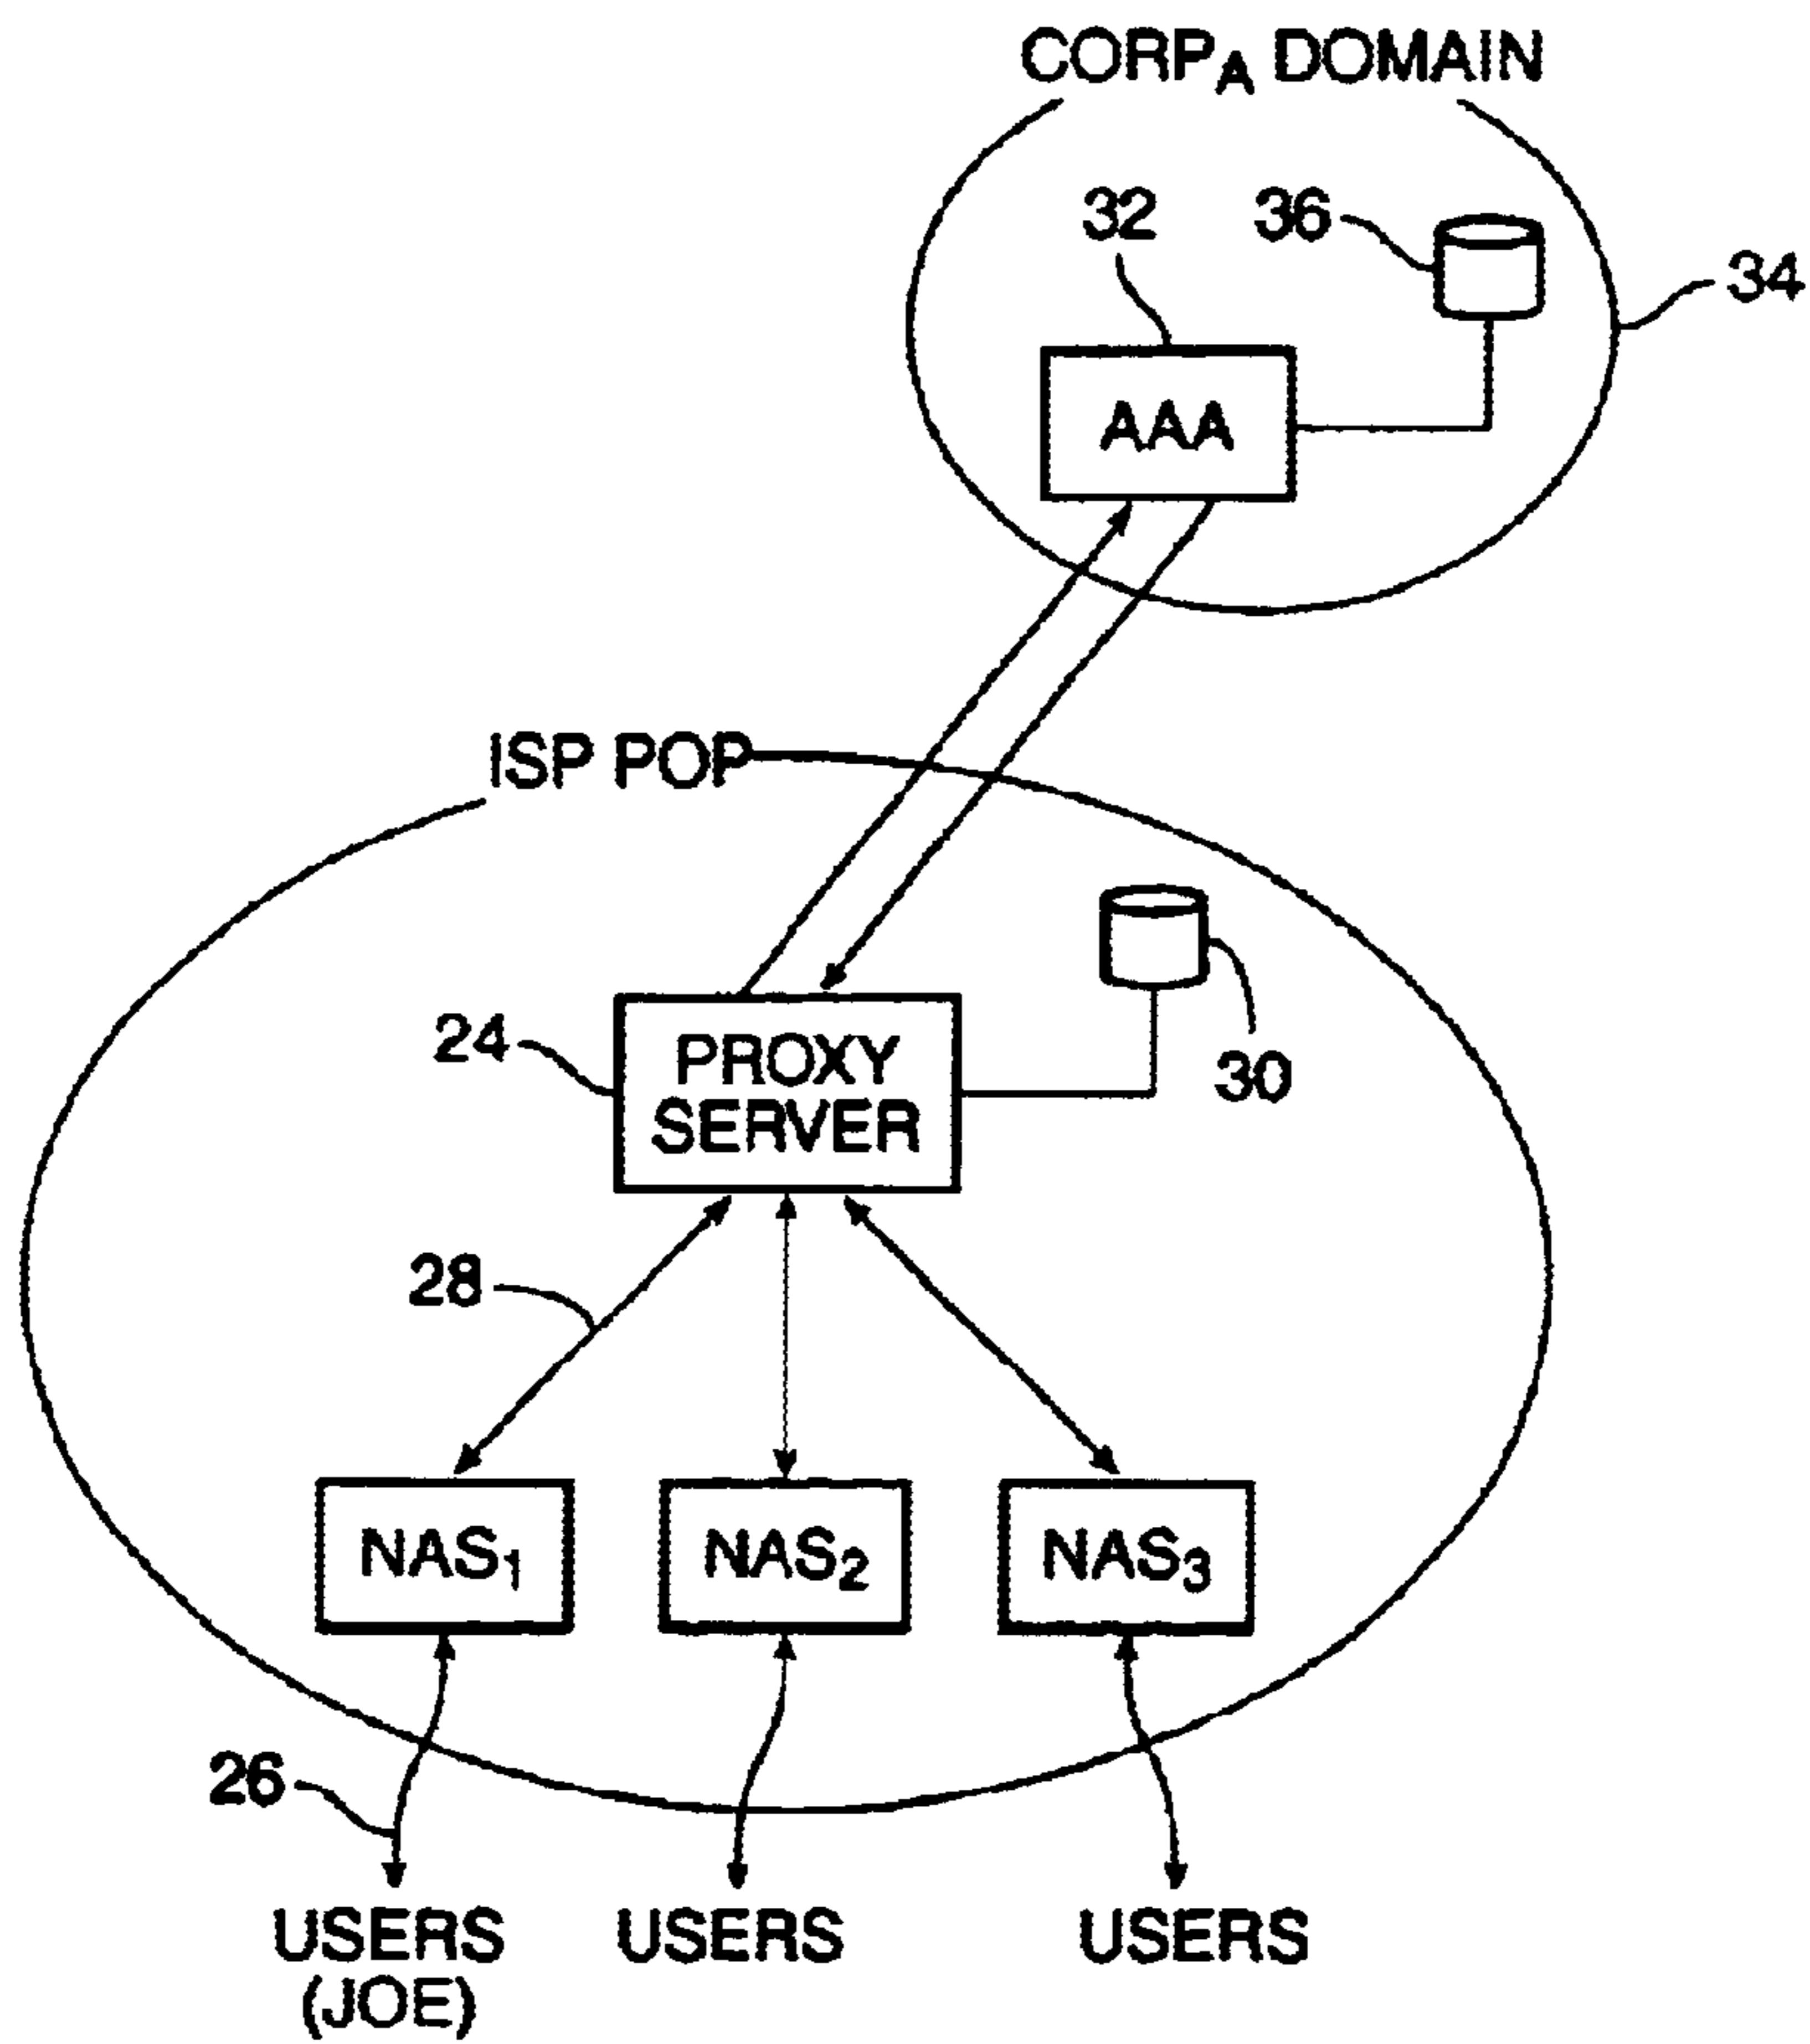 CORPA DOMAIN
32
36
34
AAA
ISP POP
30
24
PROXY
SERVER
28
NAS1
NAS2
NAS3
26
USERS
(JOE)
USERS
USERS